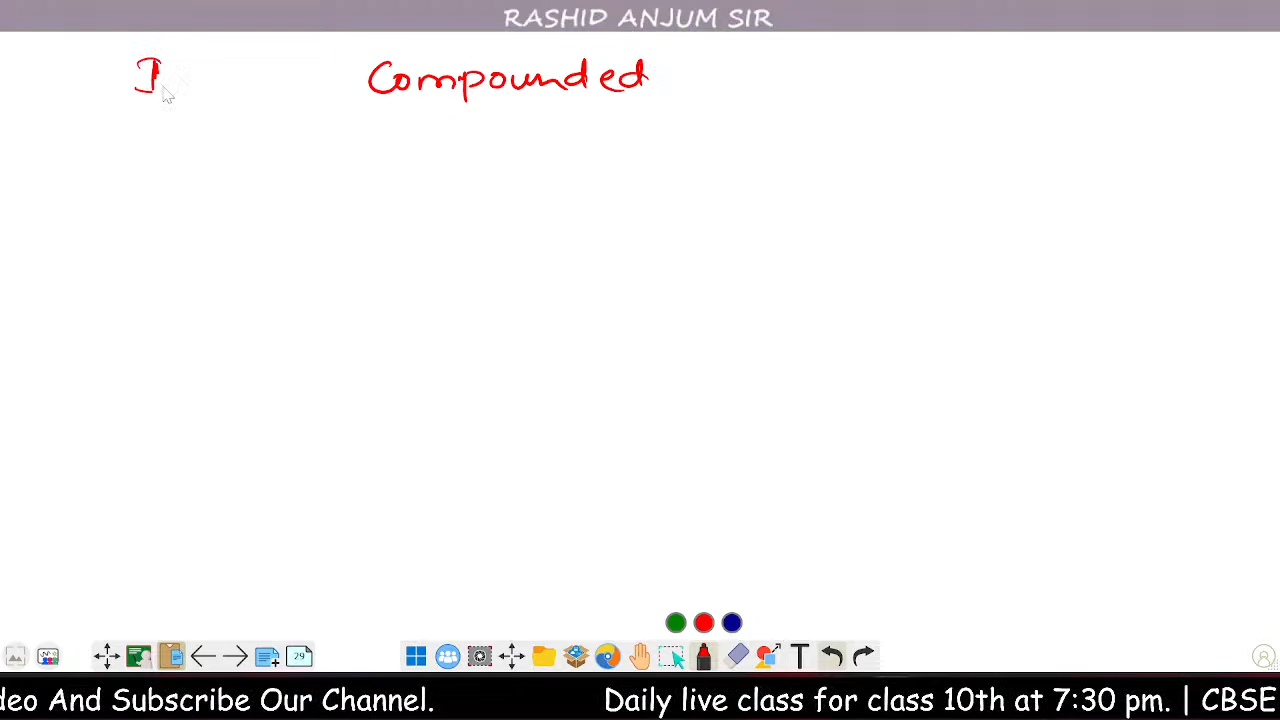 RASHID ANJUM SIR
I Compounded
29
deo And Subscribe Our Channel. Daily live class for class 10th at 7:30 pm. | CBSE